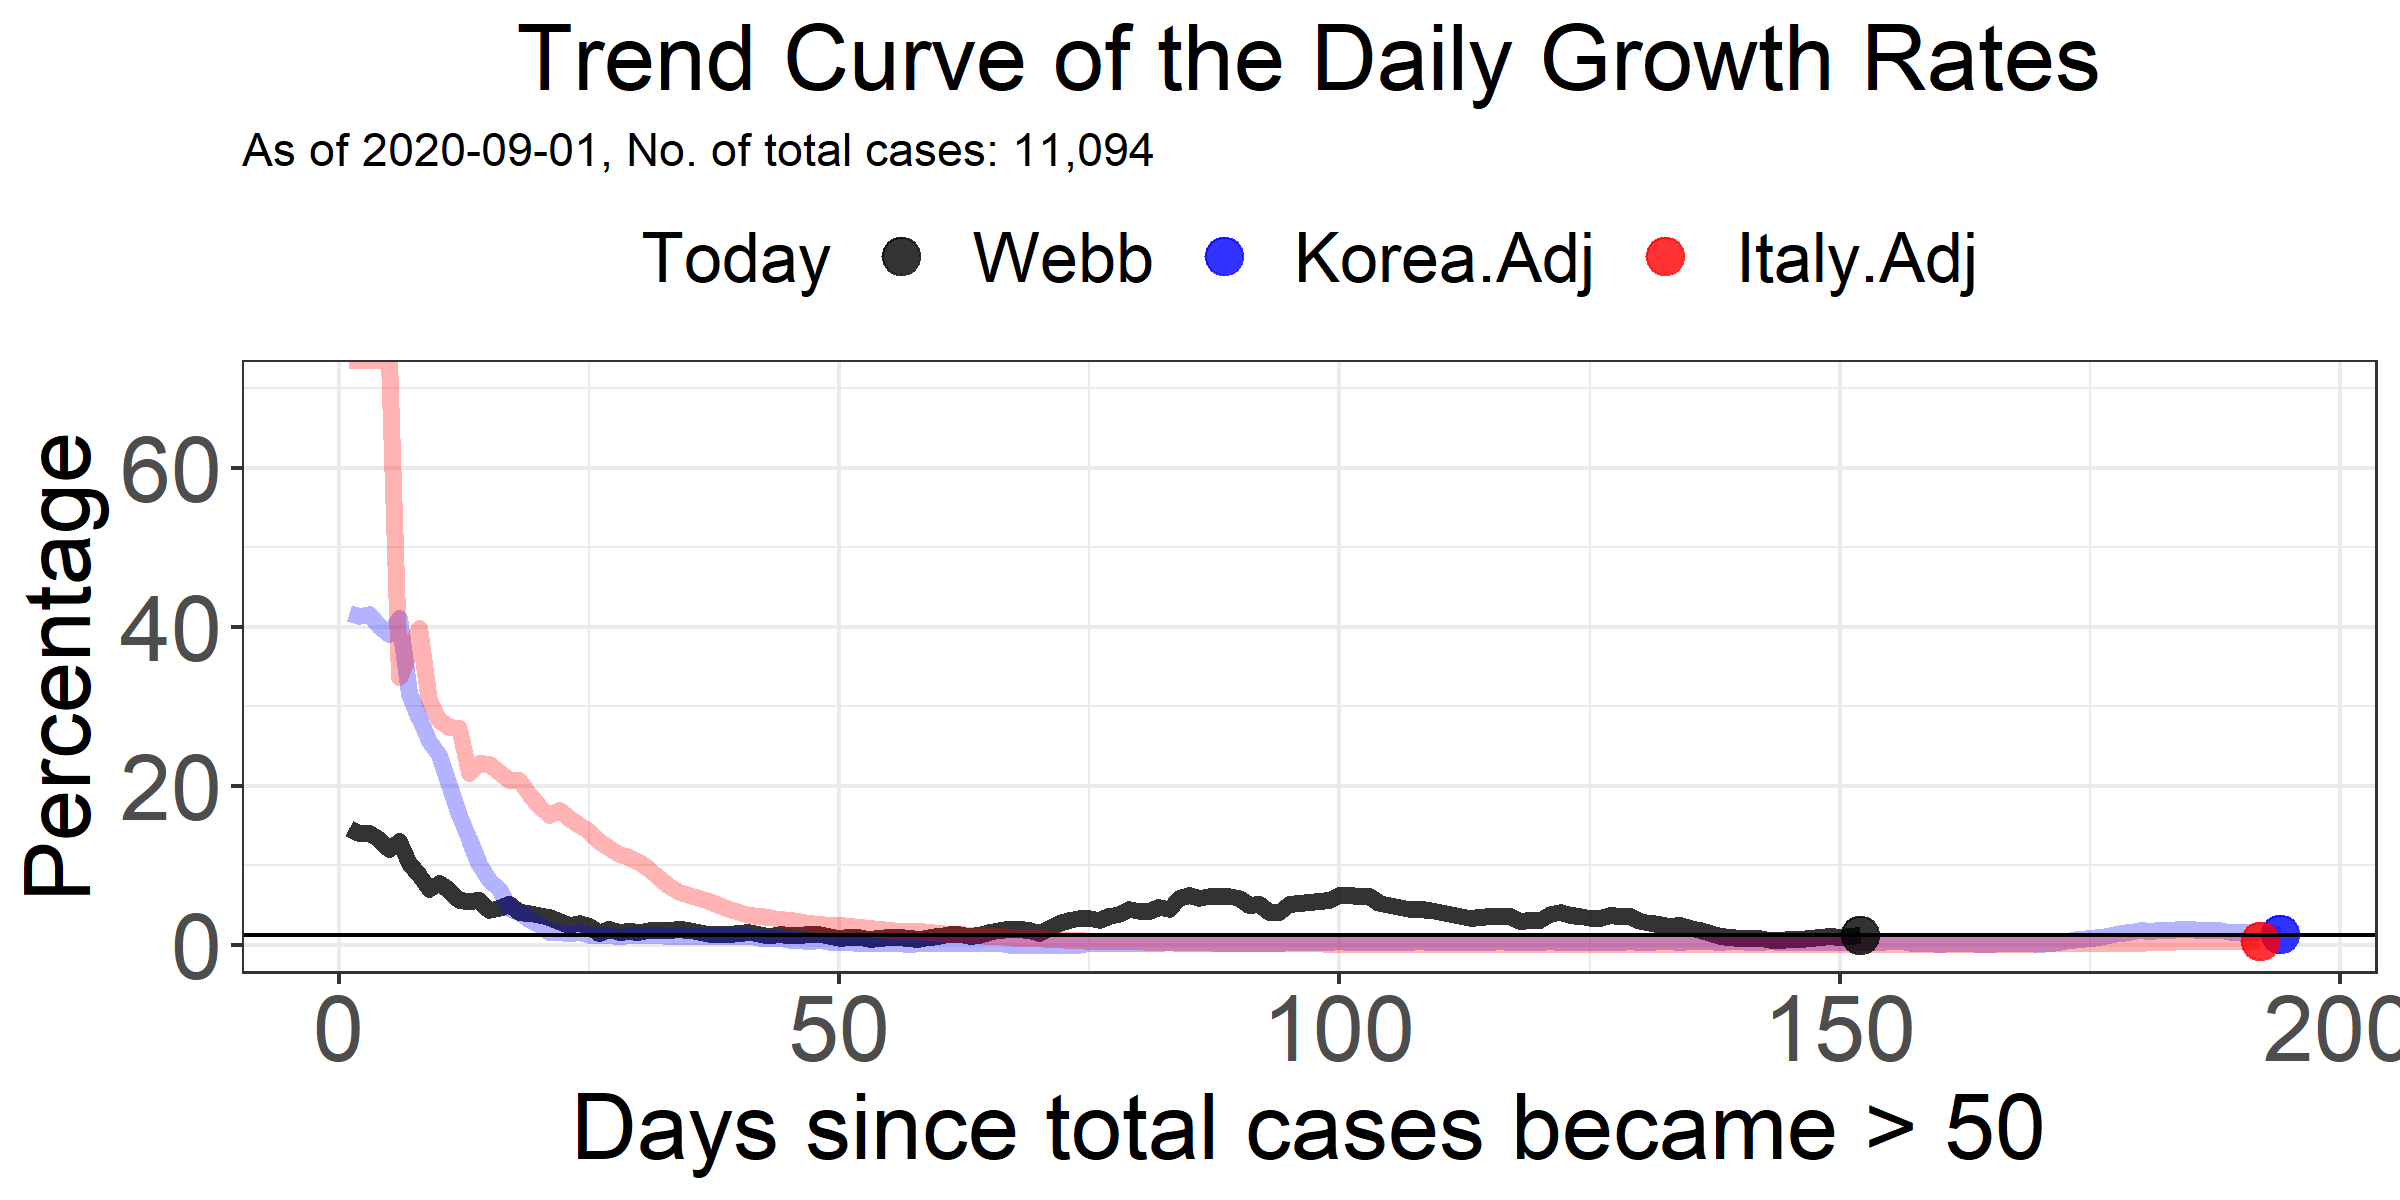 Trend Curve of the Daily Growth Rates
As of 2020-09-01, No. of total cases: 11,094
Today Webb Korea.Adj Italy.Adj
Percentage
60
40
20
0
0 50 100 150 200
Days since total cases became > 50